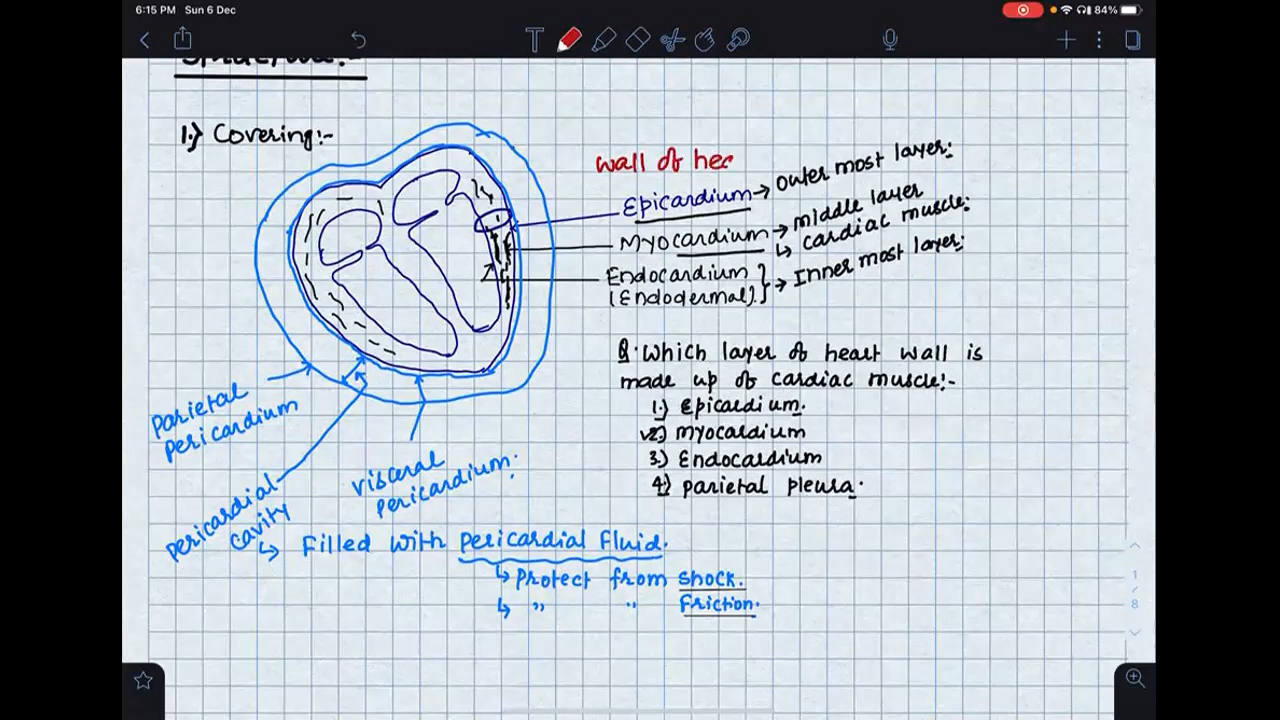 6:15 PM Sun 6 Dec
84%
Structure:-
1.) Covering:-
wall of hea
Epicardium → outer most layer:
Myocardium → middle layer
↳ cardiac muscle:
Endocardium
(Endodermal) } → Inner most layer:
Q. Which layer of heart wall is
made up of cardiac muscle:-
1.) Epicardium.
✓2.) Myocardium
3.) Endocardium
4.) parietal pleura.
parietal
pericardium
visceral
pericardium:
pericardial
cavity
↳ Filled with pericardial Fluid.
↳ Protect from shock.
↳ " " Friction.
1
/
8